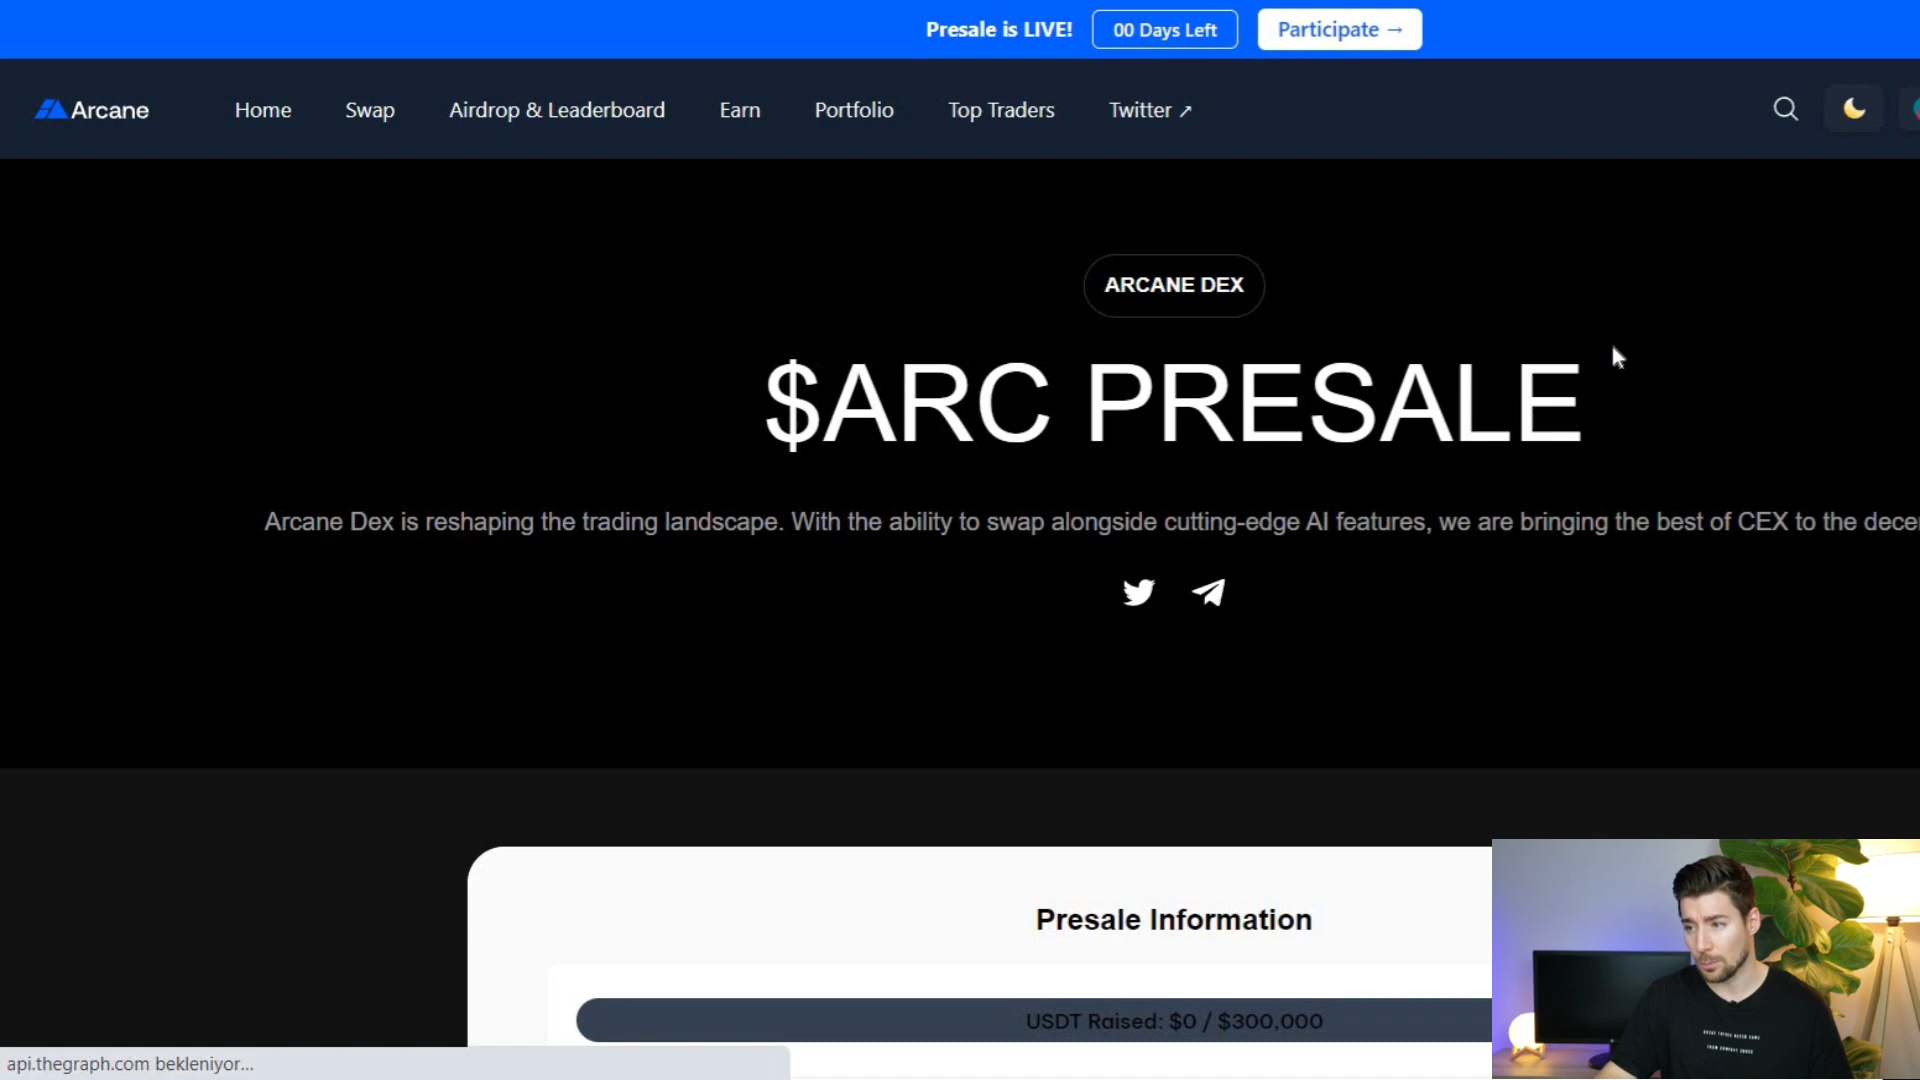 Presale is LIVE!
00 Days Left
Participate →
Arcane
Home
Swap
Airdrop & Leaderboard
Earn
Portfolio
Top Traders
Twitter ↗
ARCANE DEX
$ARC PRESALE
Arcane Dex is reshaping the trading landscape. With the ability to swap alongside cutting-edge AI features, we are bringing the best of CEX to the decen
Presale Information
USDT Raised: $0 / $300,000
api.thegraph.com bekleniyor...